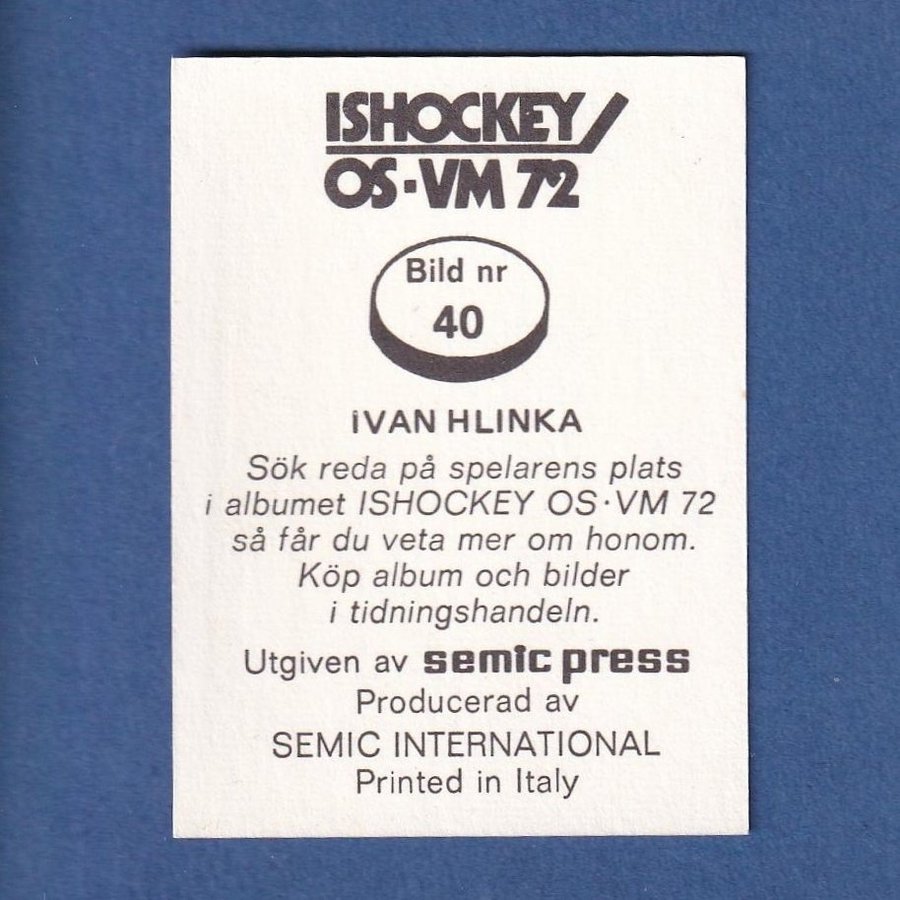 ISHOCKEY
OS·VM 72
Bild nr
40
IVAN HLINKA
Sök reda på spelarens plats
i albumet ISHOCKEY OS·VM 72
så får du veta mer om honom.
Köp album och bilder
i tidningshandeln.
Utgiven av semic press
Producerad av
SEMIC INTERNATIONAL
Printed in Italy